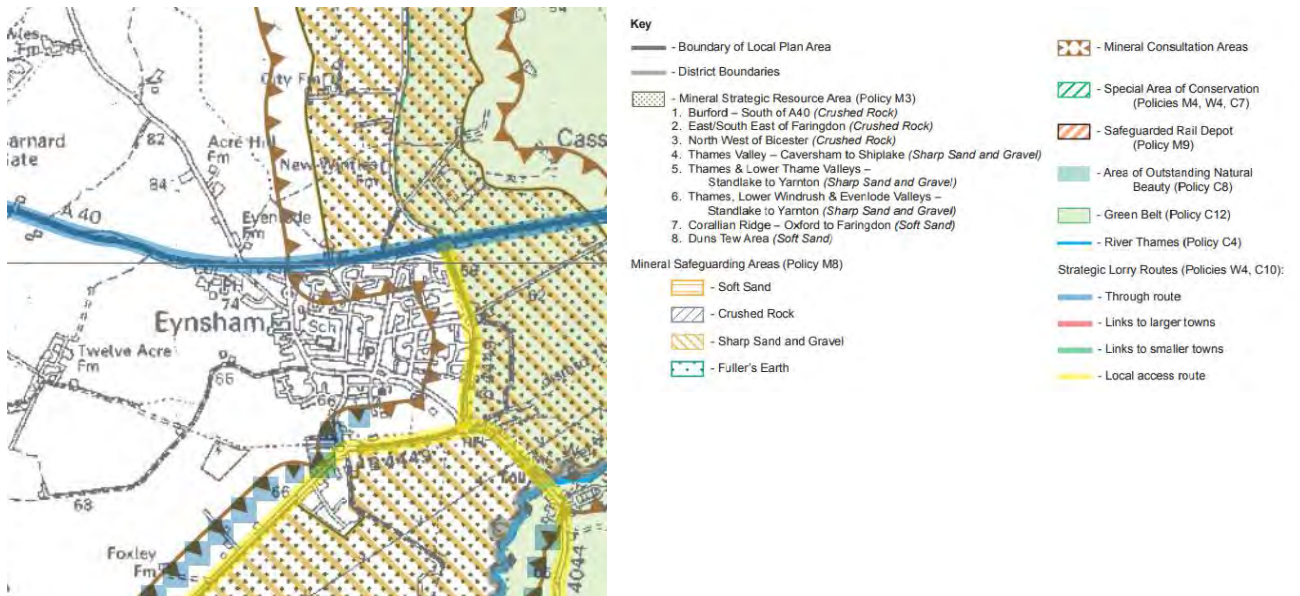 Fm
City Fm
Acre Hill
Fm
82
84
New Wintles
Fm
Cass
A 40
Evenlode
Fm
PH
74
Eynsham
Sch
Twelve Acre
Fm
66
62
66
B 4449
Toll
68
66
Foxley
Fm
4044
Key
- Boundary of Local Plan Area
- District Boundaries
- Mineral Strategic Resource Area (Policy M3)
1. Burford – South of A40 (Crushed Rock)
2. East/South East of Faringdon (Crushed Rock)
3. North West of Bicester (Crushed Rock)
4. Thames Valley – Caversham to Shiplake (Sharp Sand and Gravel)
5. Thames & Lower Thame Valleys –
Standlake to Yarnton (Sharp Sand and Gravel)
6. Thames, Lower Windrush & Evenlode Valleys –
Standlake to Yarnton (Sharp Sand and Gravel)
7. Corallian Ridge – Oxford to Faringdon (Soft Sand)
8. Duns Tew Area (Soft Sand)
Mineral Safeguarding Areas (Policy M8)
- Soft Sand
- Crushed Rock
- Sharp Sand and Gravel
- Fuller's Earth
- Mineral Consultation Areas
- Special Area of Conservation
(Policies M4, W4, C7)
- Safeguarded Rail Depot
(Policy M9)
- Area of Outstanding Natural
Beauty (Policy C8)
- Green Belt (Policy C12)
- River Thames (Policy C4)
Strategic Lorry Routes (Policies W4, C10):
- Through route
- Links to larger towns
- Links to smaller towns
- Local access route